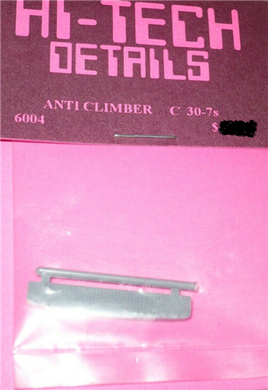 HI-TECH
DETAILS
ANTI CLIMBER C 30-7s
6004 $